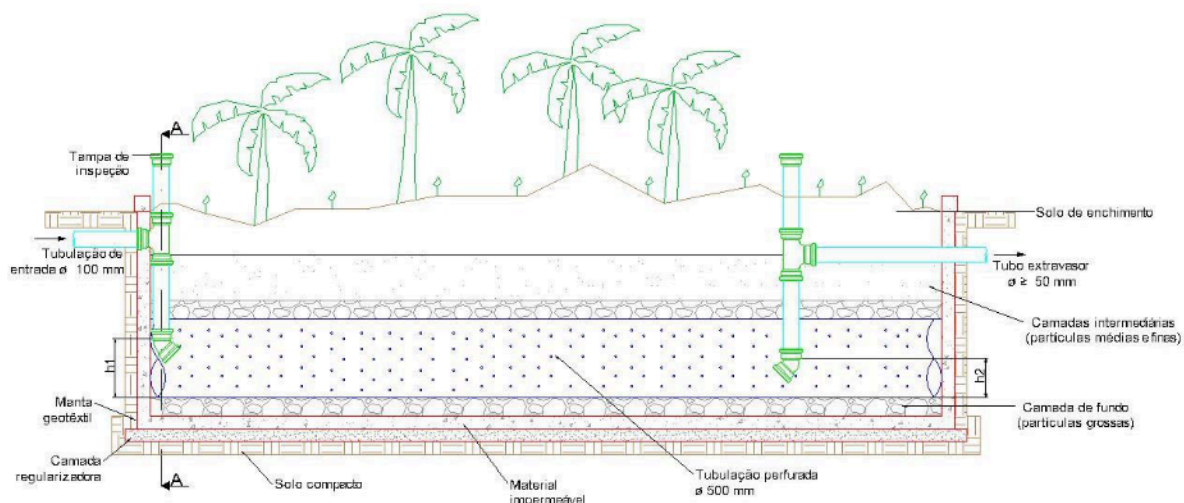 A
Tampa de
inspeção
Solo de enchimento
Tubulação de
entrada ø 100 mm
Tubo extravasor
ø ≥ 50 mm
Camadas intermediárias
(partículas médias e finas)
h1
h2
Manta
geotêxtil
Camada de fundo
(partículas grossas)
Camada
regularizadora
A
Solo compacto
Material
impermeável
Tubulação perfurada
ø 500 mm